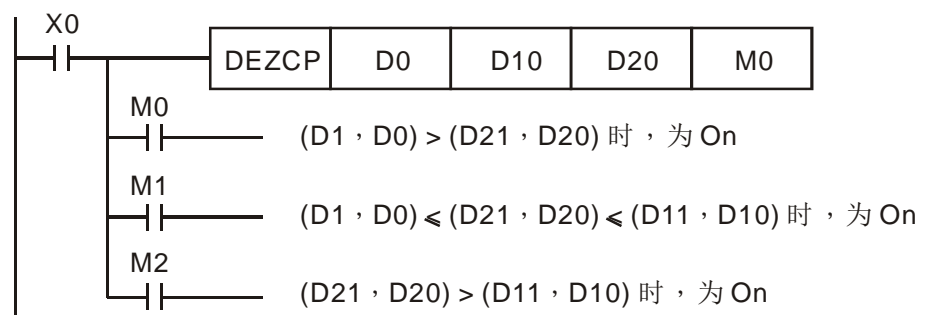 X0
DEZCP D0 D10 D20 M0
M0
(D1，D0) > (D21，D20) 时，为 On
M1
(D1，D0) ≤ (D21，D20) ≤ (D11，D10) 时，为 On
M2
(D21，D20) > (D11，D10) 时，为 On